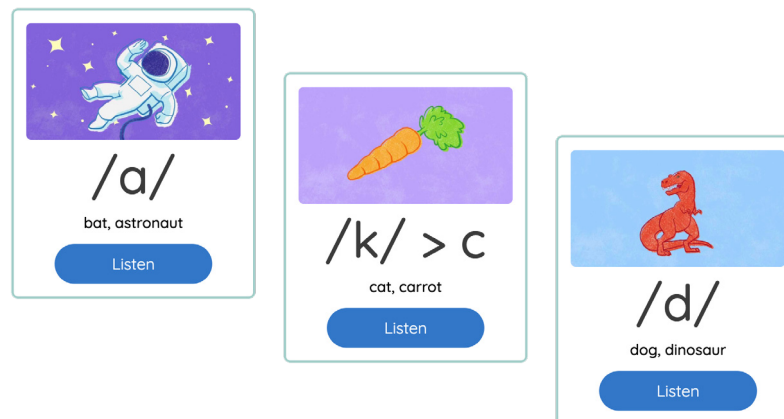 /a/
bat, astronaut
Listen
/k/ > c
cat, carrot
Listen
/d/
dog, dinosaur
Listen